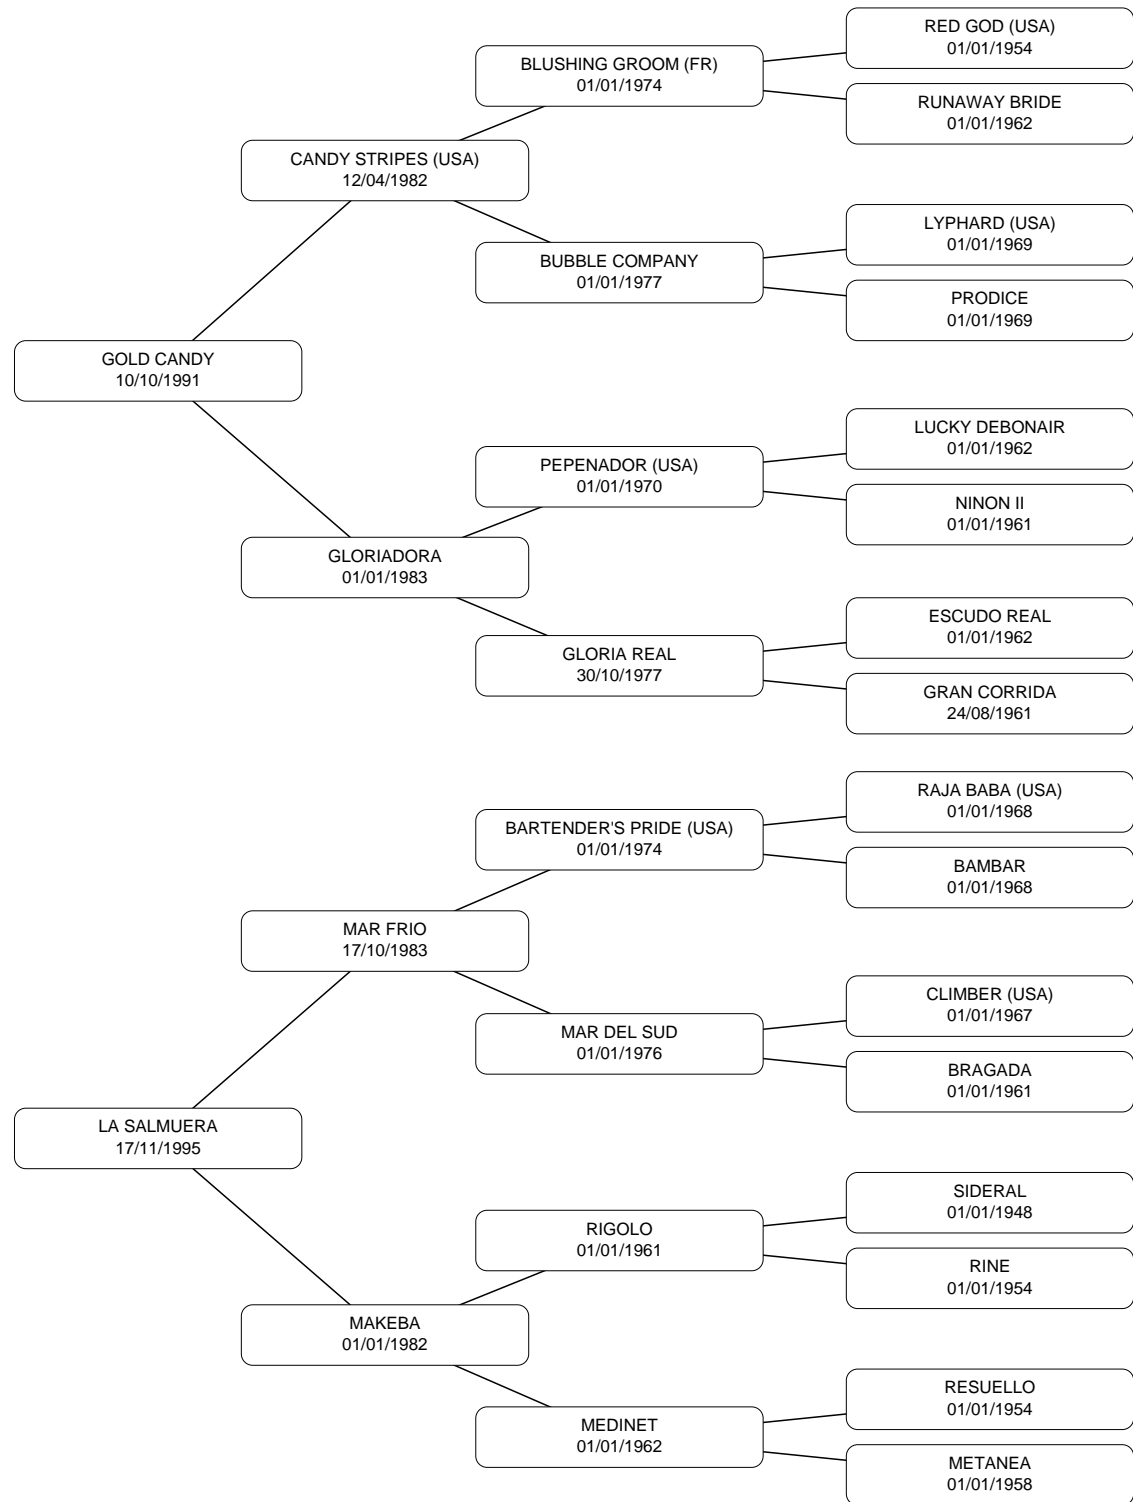 RED GOD (USA)
01/01/1954
BLUSHING GROOM (FR)
01/01/1974
RUNAWAY BRIDE
01/01/1962
CANDY STRIPES (USA)
12/04/1982
LYPHARD (USA)
01/01/1969
BUBBLE COMPANY
01/01/1977
PRODICE
01/01/1969
GOLD CANDY
10/10/1991
LUCKY DEBONAIR
01/01/1962
PEPENADOR (USA)
01/01/1970
NINON II
01/01/1961
GLORIADORA
01/01/1983
ESCUDO REAL
01/01/1962
GLORIA REAL
30/10/1977
GRAN CORRIDA
24/08/1961
RAJA BABA (USA)
01/01/1968
BARTENDER'S PRIDE (USA)
01/01/1974
BAMBAR
01/01/1968
MAR FRIO
17/10/1983
CLIMBER (USA)
01/01/1967
MAR DEL SUD
01/01/1976
BRAGADA
01/01/1961
LA SALMUERA
17/11/1995
SIDERAL
01/01/1948
RIGOLO
01/01/1961
RINE
01/01/1954
MAKEBA
01/01/1982
RESUELLO
01/01/1954
MEDINET
01/01/1962
METANEA
01/01/1958